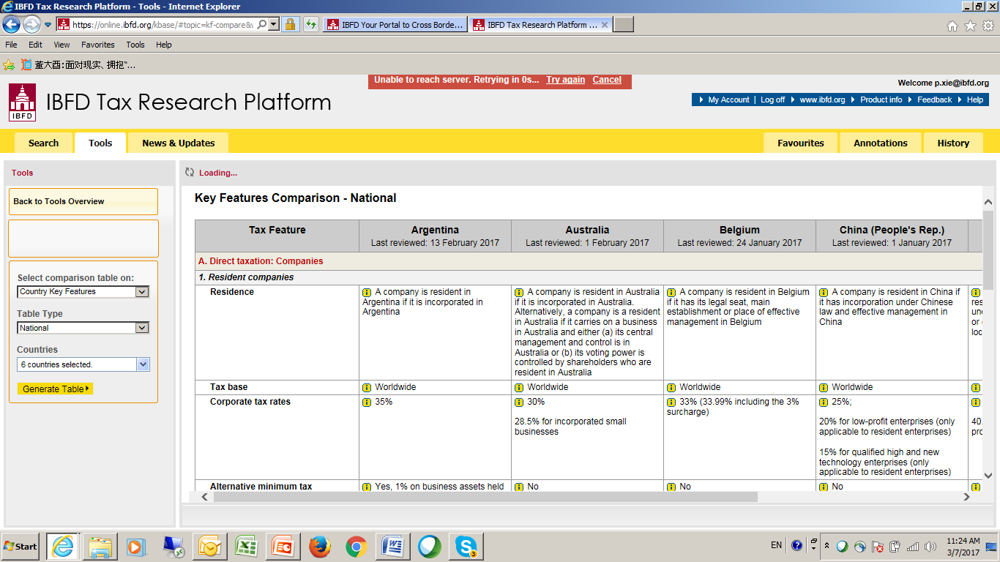 IBFD Tax Research Platform - Tools - Internet Explorer
https://online.ibfd.org/kbase/#topic=kf-compare&
IBFD Your Portal to Cross Borde...
IBFD Tax Research Platform ...
File Edit View Favorites Tools Help
董大酉:面对现实、拥抱“...
Unable to reach server. Retrying in 0s... Try again Cancel
Welcome p.xie@ibfd.org
IBFD
IBFD Tax Research Platform
My Account | Log off www.ibfd.org Product info Feedback Help
Search Tools News & Updates Favourites Annotations History
Tools
Loading...
Back to Tools Overview
Select comparison table on:
Country Key Features
Table Type
National
Countries
6 countries selected.
Generate Table
Key Features Comparison - National
Tax Feature
Argentina
Last reviewed: 13 February 2017
Australia
Last reviewed: 1 February 2017
Belgium
Last reviewed: 24 January 2017
China (People's Rep.)
Last reviewed: 1 January 2017
A. Direct taxation: Companies
1. Resident companies
Residence
A company is resident in
Argentina if it is incorporated in
Argentina
A company is resident in Australia
if it is incorporated in Australia.
Alternatively, a company is a resident
in Australia if it carries on a business
in Australia and either (a) its central
management and control is in
Australia or (b) its voting power is
controlled by shareholders who are
resident in Australia
A company is resident in Belgium
if it has its legal seat, main
establishment or place of effective
management in Belgium
A company is resident in China if
it has incorporation under Chinese
law and effective management in
China
Tax base
Worldwide
Worldwide
Worldwide
Worldwide
Corporate tax rates
35%
30%
28.5% for incorporated small
businesses
33% (33.99% including the 3%
surcharge)
25%;
20% for low-profit enterprises (only
applicable to resident enterprises)
15% for qualified high and new
technology enterprises (only
applicable to resident enterprises)
Alternative minimum tax
Yes, 1% on business assets held
No
No
No
Start
3
EN
11:24 AM
3/7/2017